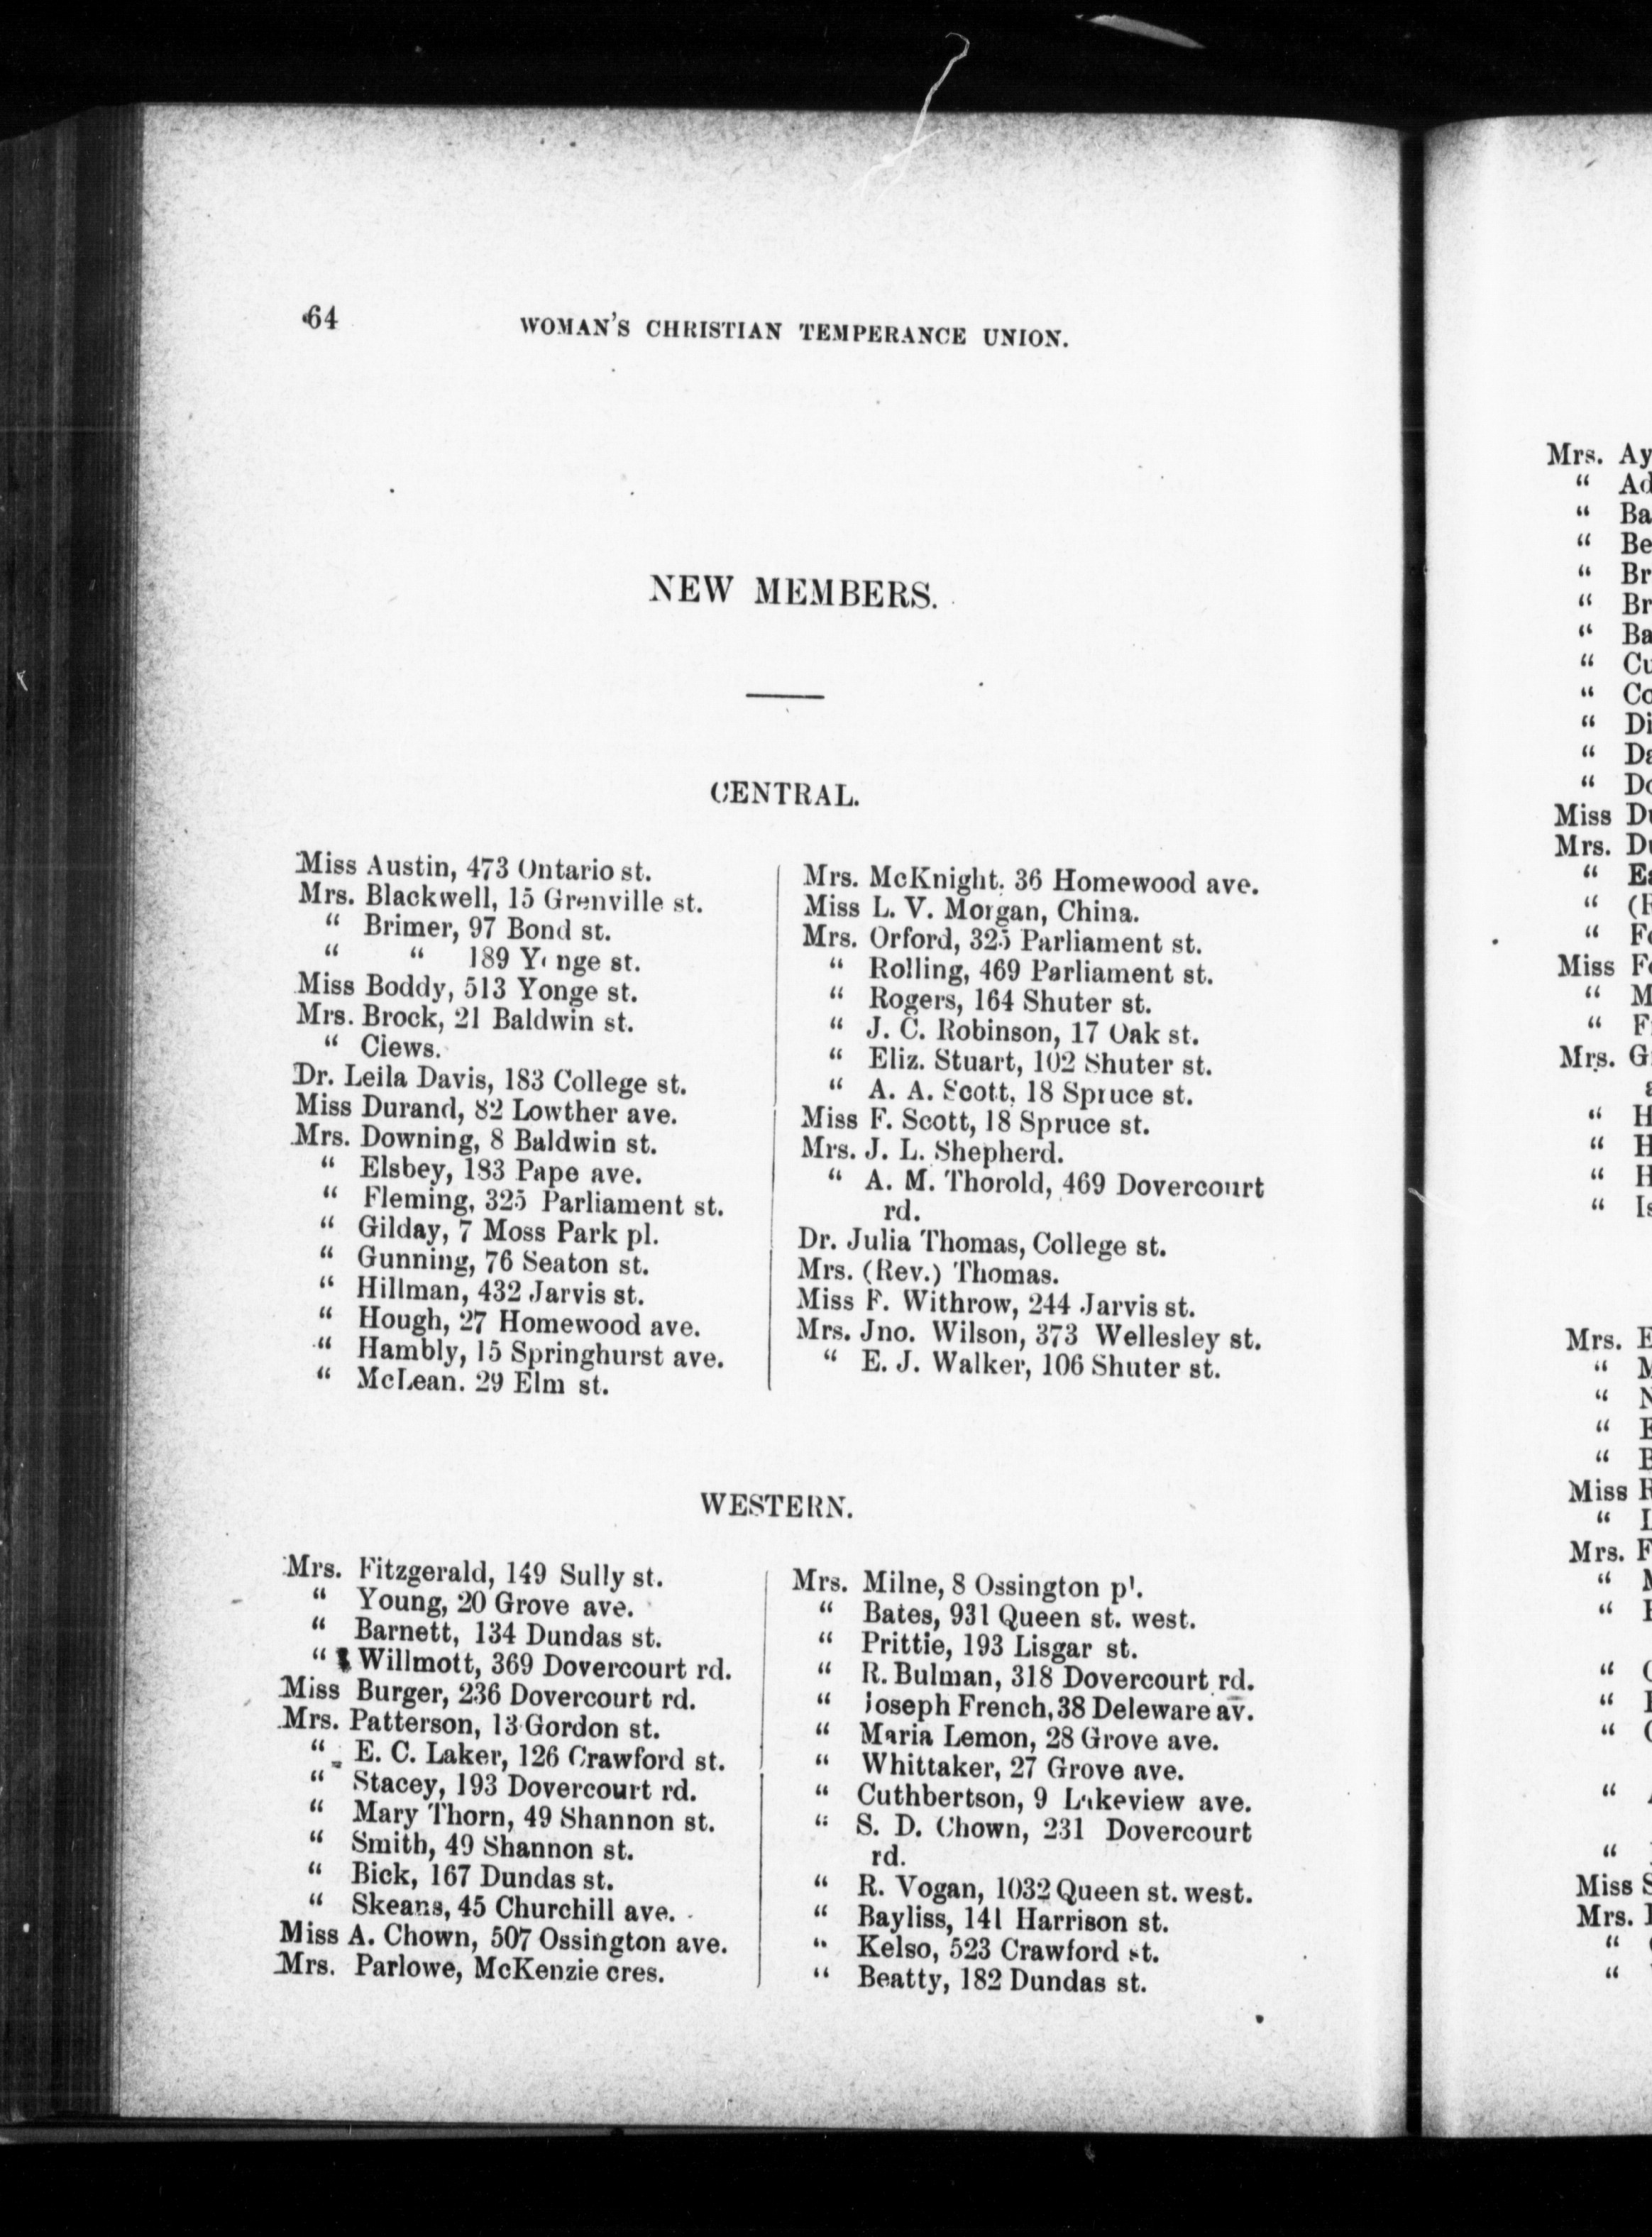 64 WOMAN'S CHRISTIAN TEMPERANCE UNION.
NEW MEMBERS.
CENTRAL.
Miss Austin, 473 Ontario st.
Mrs. Blackwell, 15 Grenville st.
“ Brimer, 97 Bond st.
“ “ 189 Yonge st.
Miss Boddy, 513 Yonge st.
Mrs. Brock, 21 Baldwin st.
“ Clews.
Dr. Leila Davis, 183 College st.
Miss Durand, 82 Lowther ave.
Mrs. Downing, 8 Baldwin st.
“ Elsbey, 183 Pape ave.
“ Fleming, 325 Parliament st.
“ Gilday, 7 Moss Park pl.
“ Gunning, 76 Seaton st.
“ Hillman, 432 Jarvis st.
“ Hough, 27 Homewood ave.
“ Hambly, 15 Springhurst ave.
“ McLean. 29 Elm st.
Mrs. McKnight. 36 Homewood ave.
Miss L. V. Morgan, China.
Mrs. Orford, 325 Parliament st.
“ Rolling, 469 Parliament st.
“ Rogers, 164 Shuter st.
“ J. C. Robinson, 17 Oak st.
“ Eliz. Stuart, 102 Shuter st.
“ A. A. Scott, 18 Spruce st.
Miss F. Scott, 18 Spruce st.
Mrs. J. L. Shepherd.
“ A. M. Thorold, 469 Dovercourt
rd.
Dr. Julia Thomas, College st.
Mrs. (Rev.) Thomas.
Miss F. Withrow, 244 Jarvis st.
Mrs. Jno. Wilson, 373 Wellesley st.
“ E. J. Walker, 106 Shuter st.
WESTERN.
Mrs. Fitzgerald, 149 Sully st.
“ Young, 20 Grove ave.
“ Barnett, 134 Dundas st.
“ Willmott, 369 Dovercourt rd.
Miss Burger, 236 Dovercourt rd.
Mrs. Patterson, 13 Gordon st.
“ E. C. Laker, 126 Crawford st.
“ Stacey, 193 Dovercourt rd.
“ Mary Thorn, 49 Shannon st.
“ Smith, 49 Shannon st.
“ Bick, 167 Dundas st.
“ Skeans, 45 Churchill ave.
Miss A. Chown, 507 Ossington ave.
Mrs. Parlowe, McKenzie cres.
Mrs. Milne, 8 Ossington pl.
“ Bates, 931 Queen st. west.
“ Prittie, 193 Lisgar st.
“ R. Bulman, 318 Dovercourt rd.
“ Joseph French, 38 Deleware av.
“ Maria Lemon, 28 Grove ave.
“ Whittaker, 27 Grove ave.
“ Cuthbertson, 9 Lakeview ave.
“ S. D. Chown, 231 Dovercourt
rd.
“ R. Vogan, 1032 Queen st. west.
“ Bayliss, 141 Harrison st.
“ Kelso, 523 Crawford st.
“ Beatty, 182 Dundas st.